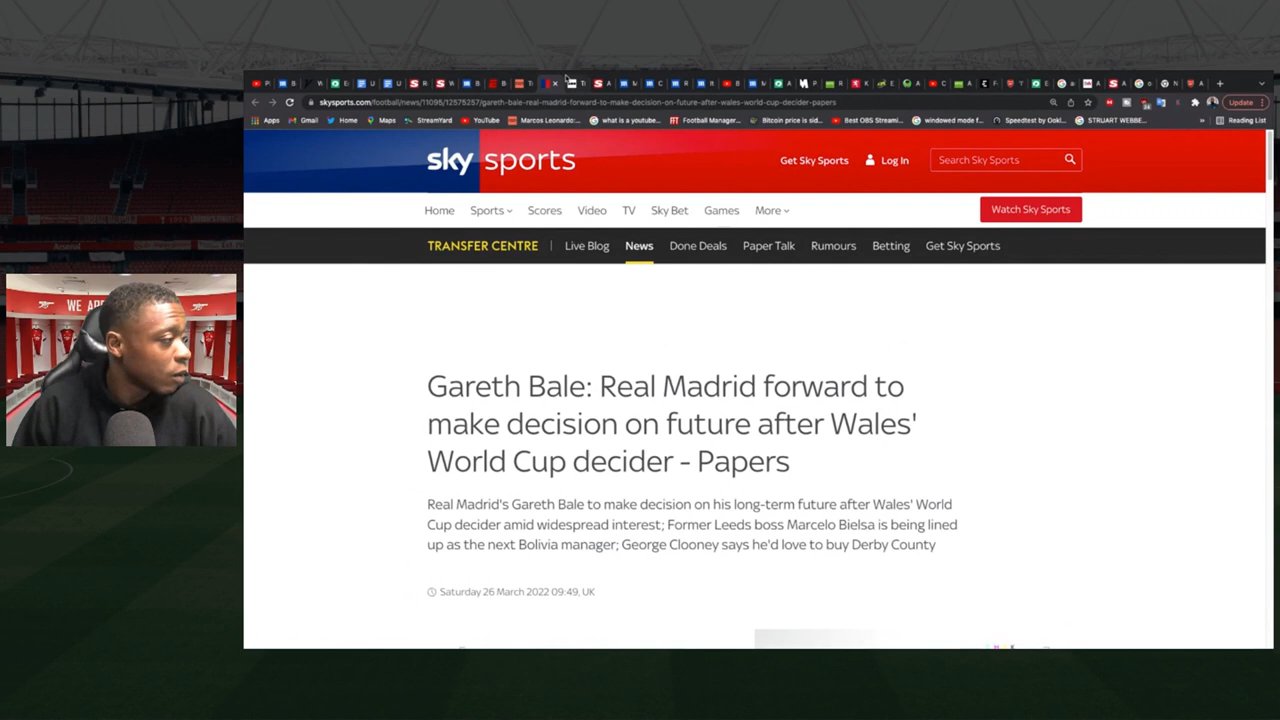 skysports.com/football/news/11095/12575257/gareth-bale-real-madrid-forward-to-make-decision-on-future-after-wales-world-cup-decider-papers
Update
Apps Gmail Home Maps StreamYard YouTube Marcos Leonardo:... what is a youtube... Football Manager... Bitcoin price is sid... Best OBS Streami... windowed mode f... Speedtest by Ookl... STRUART WEBBE... » Reading List
sky sports
Get Sky Sports Log In Search Sky Sports
Home Sports Scores Video TV Sky Bet Games More Watch Sky Sports
TRANSFER CENTRE | Live Blog News Done Deals Paper Talk Rumours Betting Get Sky Sports
WE AR
Gareth Bale: Real Madrid forward to
make decision on future after Wales'
World Cup decider - Papers
Real Madrid's Gareth Bale to make decision on his long-term future after Wales' World
Cup decider amid widespread interest; Former Leeds boss Marcelo Bielsa is being lined
up as the next Bolivia manager; George Clooney says he'd love to buy Derby County
Saturday 26 March 2022 09:49, UK